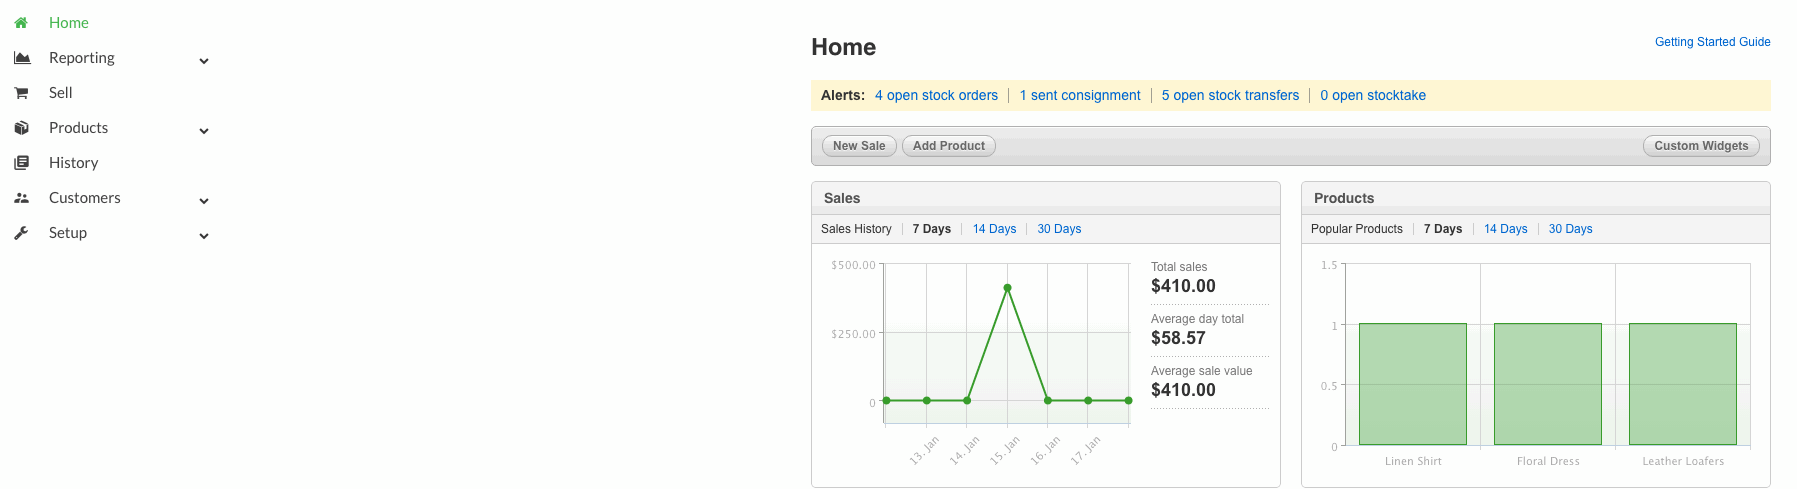 Home
Reporting
Sell
Products
History
Customers
Setup
Home
Getting Started Guide
Alerts: 4 open stock orders 1 sent consignment 5 open stock transfers 0 open stocktake
New Sale Add Product Custom Widgets
Sales
Sales History 7 Days 14 Days 30 Days
$500.00
$250.00
0
13. Jan 14. Jan 15. Jan 16. Jan 17. Jan
Total sales
$410.00
Average day total
$58.57
Average sale value
$410.00
Products
Popular Products 7 Days 14 Days 30 Days
1.5
1
0.5
0
Linen Shirt Floral Dress Leather Loafers